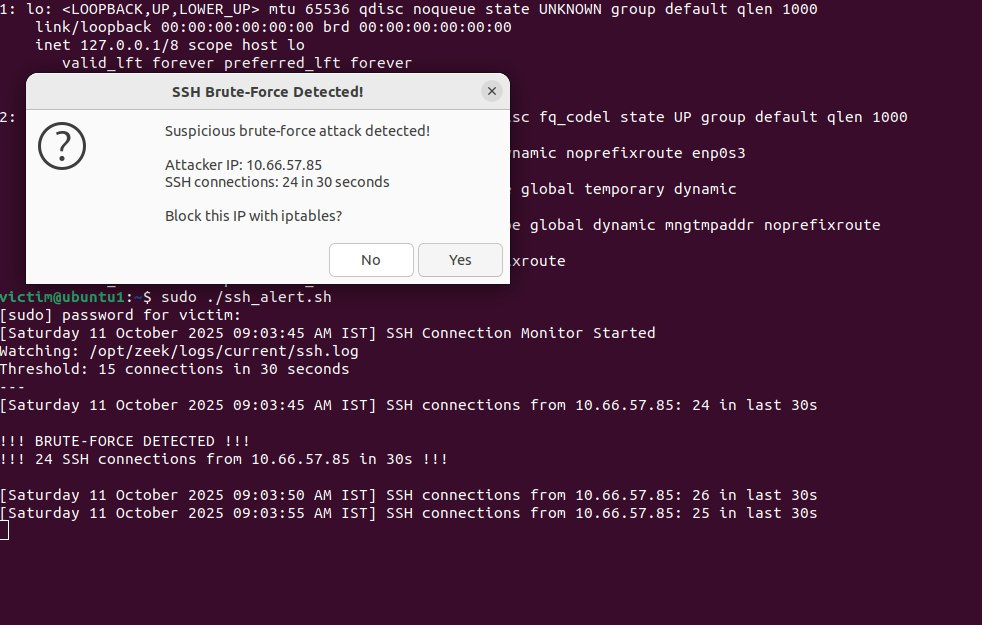 1: lo: <LOOPBACK,UP,LOWER_UP> mtu 65536 qdisc noqueue state UNKNOWN group default qlen 1000
link/loopback 00:00:00:00:00:00 brd 00:00:00:00:00:00
inet 127.0.0.1/8 scope host lo
valid_lft forever preferred_lft forever
SSH Brute-Force Detected!
Suspicious brute-force attack detected!
Attacker IP: 10.66.57.85
SSH connections: 24 in 30 seconds
Block this IP with iptables?
No
Yes
2:
sc fq_codel state UP group default qlen 1000
namic noprefixroute enp0s3
global temporary dynamic
e global dynamic mngtmpaddr noprefixroute
xroute
victim@ubuntu1:~$ sudo ./ssh_alert.sh
[sudo] password for victim:
[Saturday 11 October 2025 09:03:45 AM IST] SSH Connection Monitor Started
Watching: /opt/zeek/logs/current/ssh.log
Threshold: 15 connections in 30 seconds
---
[Saturday 11 October 2025 09:03:45 AM IST] SSH connections from 10.66.57.85: 24 in last 30s
!!! BRUTE-FORCE DETECTED !!!
!!! 24 SSH connections from 10.66.57.85 in 30s !!!
[Saturday 11 October 2025 09:03:50 AM IST] SSH connections from 10.66.57.85: 26 in last 30s
[Saturday 11 October 2025 09:03:55 AM IST] SSH connections from 10.66.57.85: 25 in last 30s